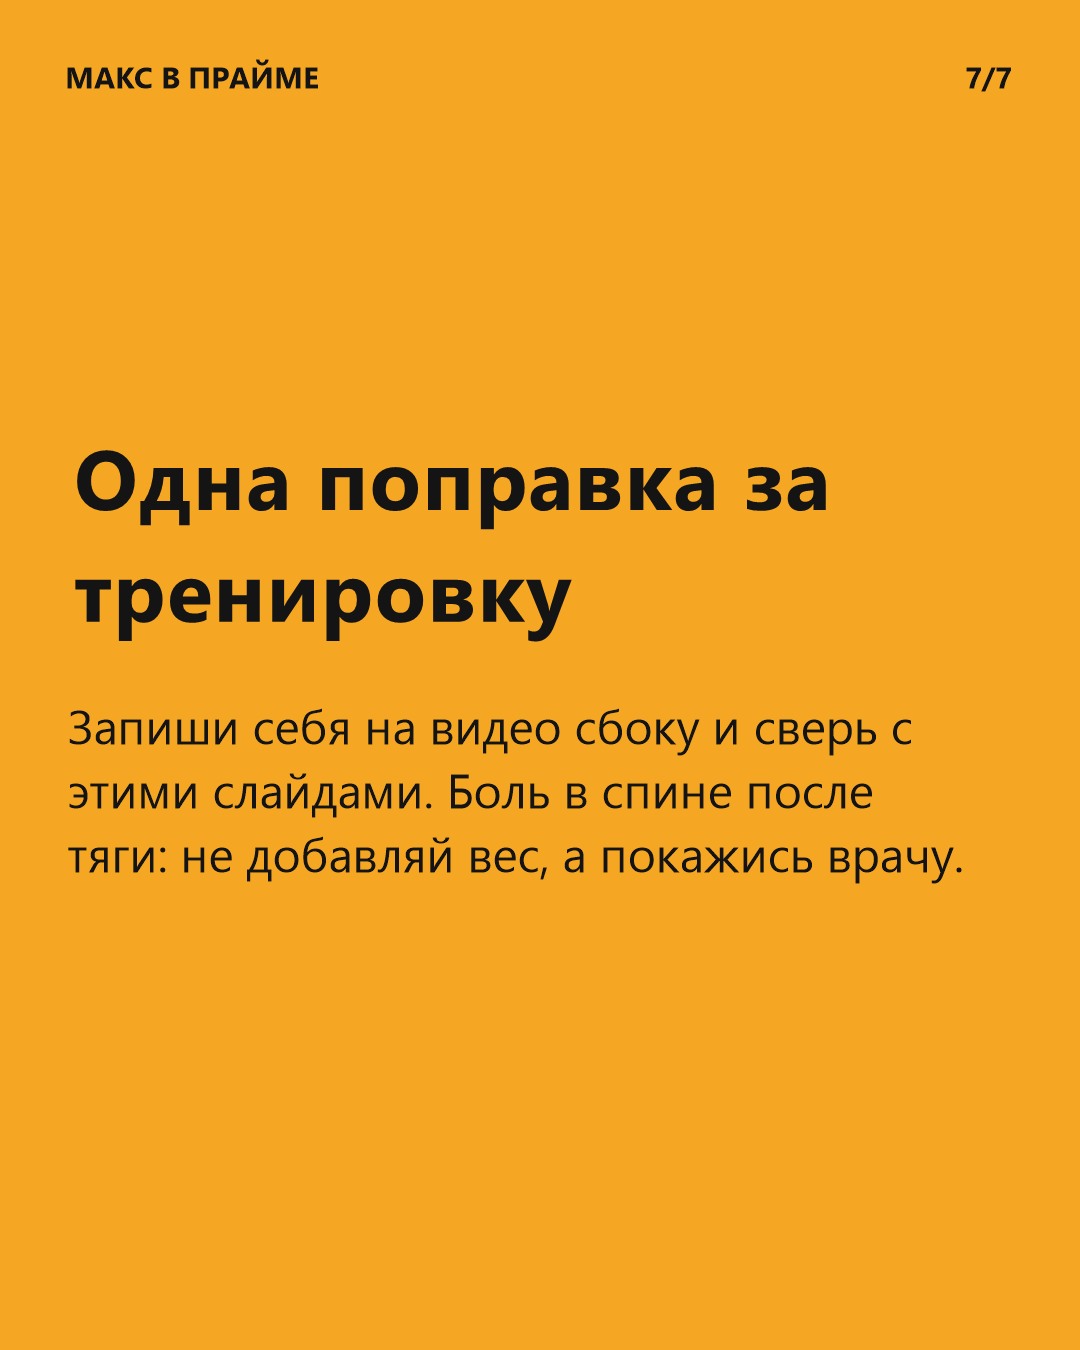 МАКС В ПРАЙМЕ
7/7
Одна поправка за
тренировку
Запиши себя на видео сбоку и сверь с
этими слайдами. Боль в спине после
тяги: не добавляй вес, а покажись врачу.